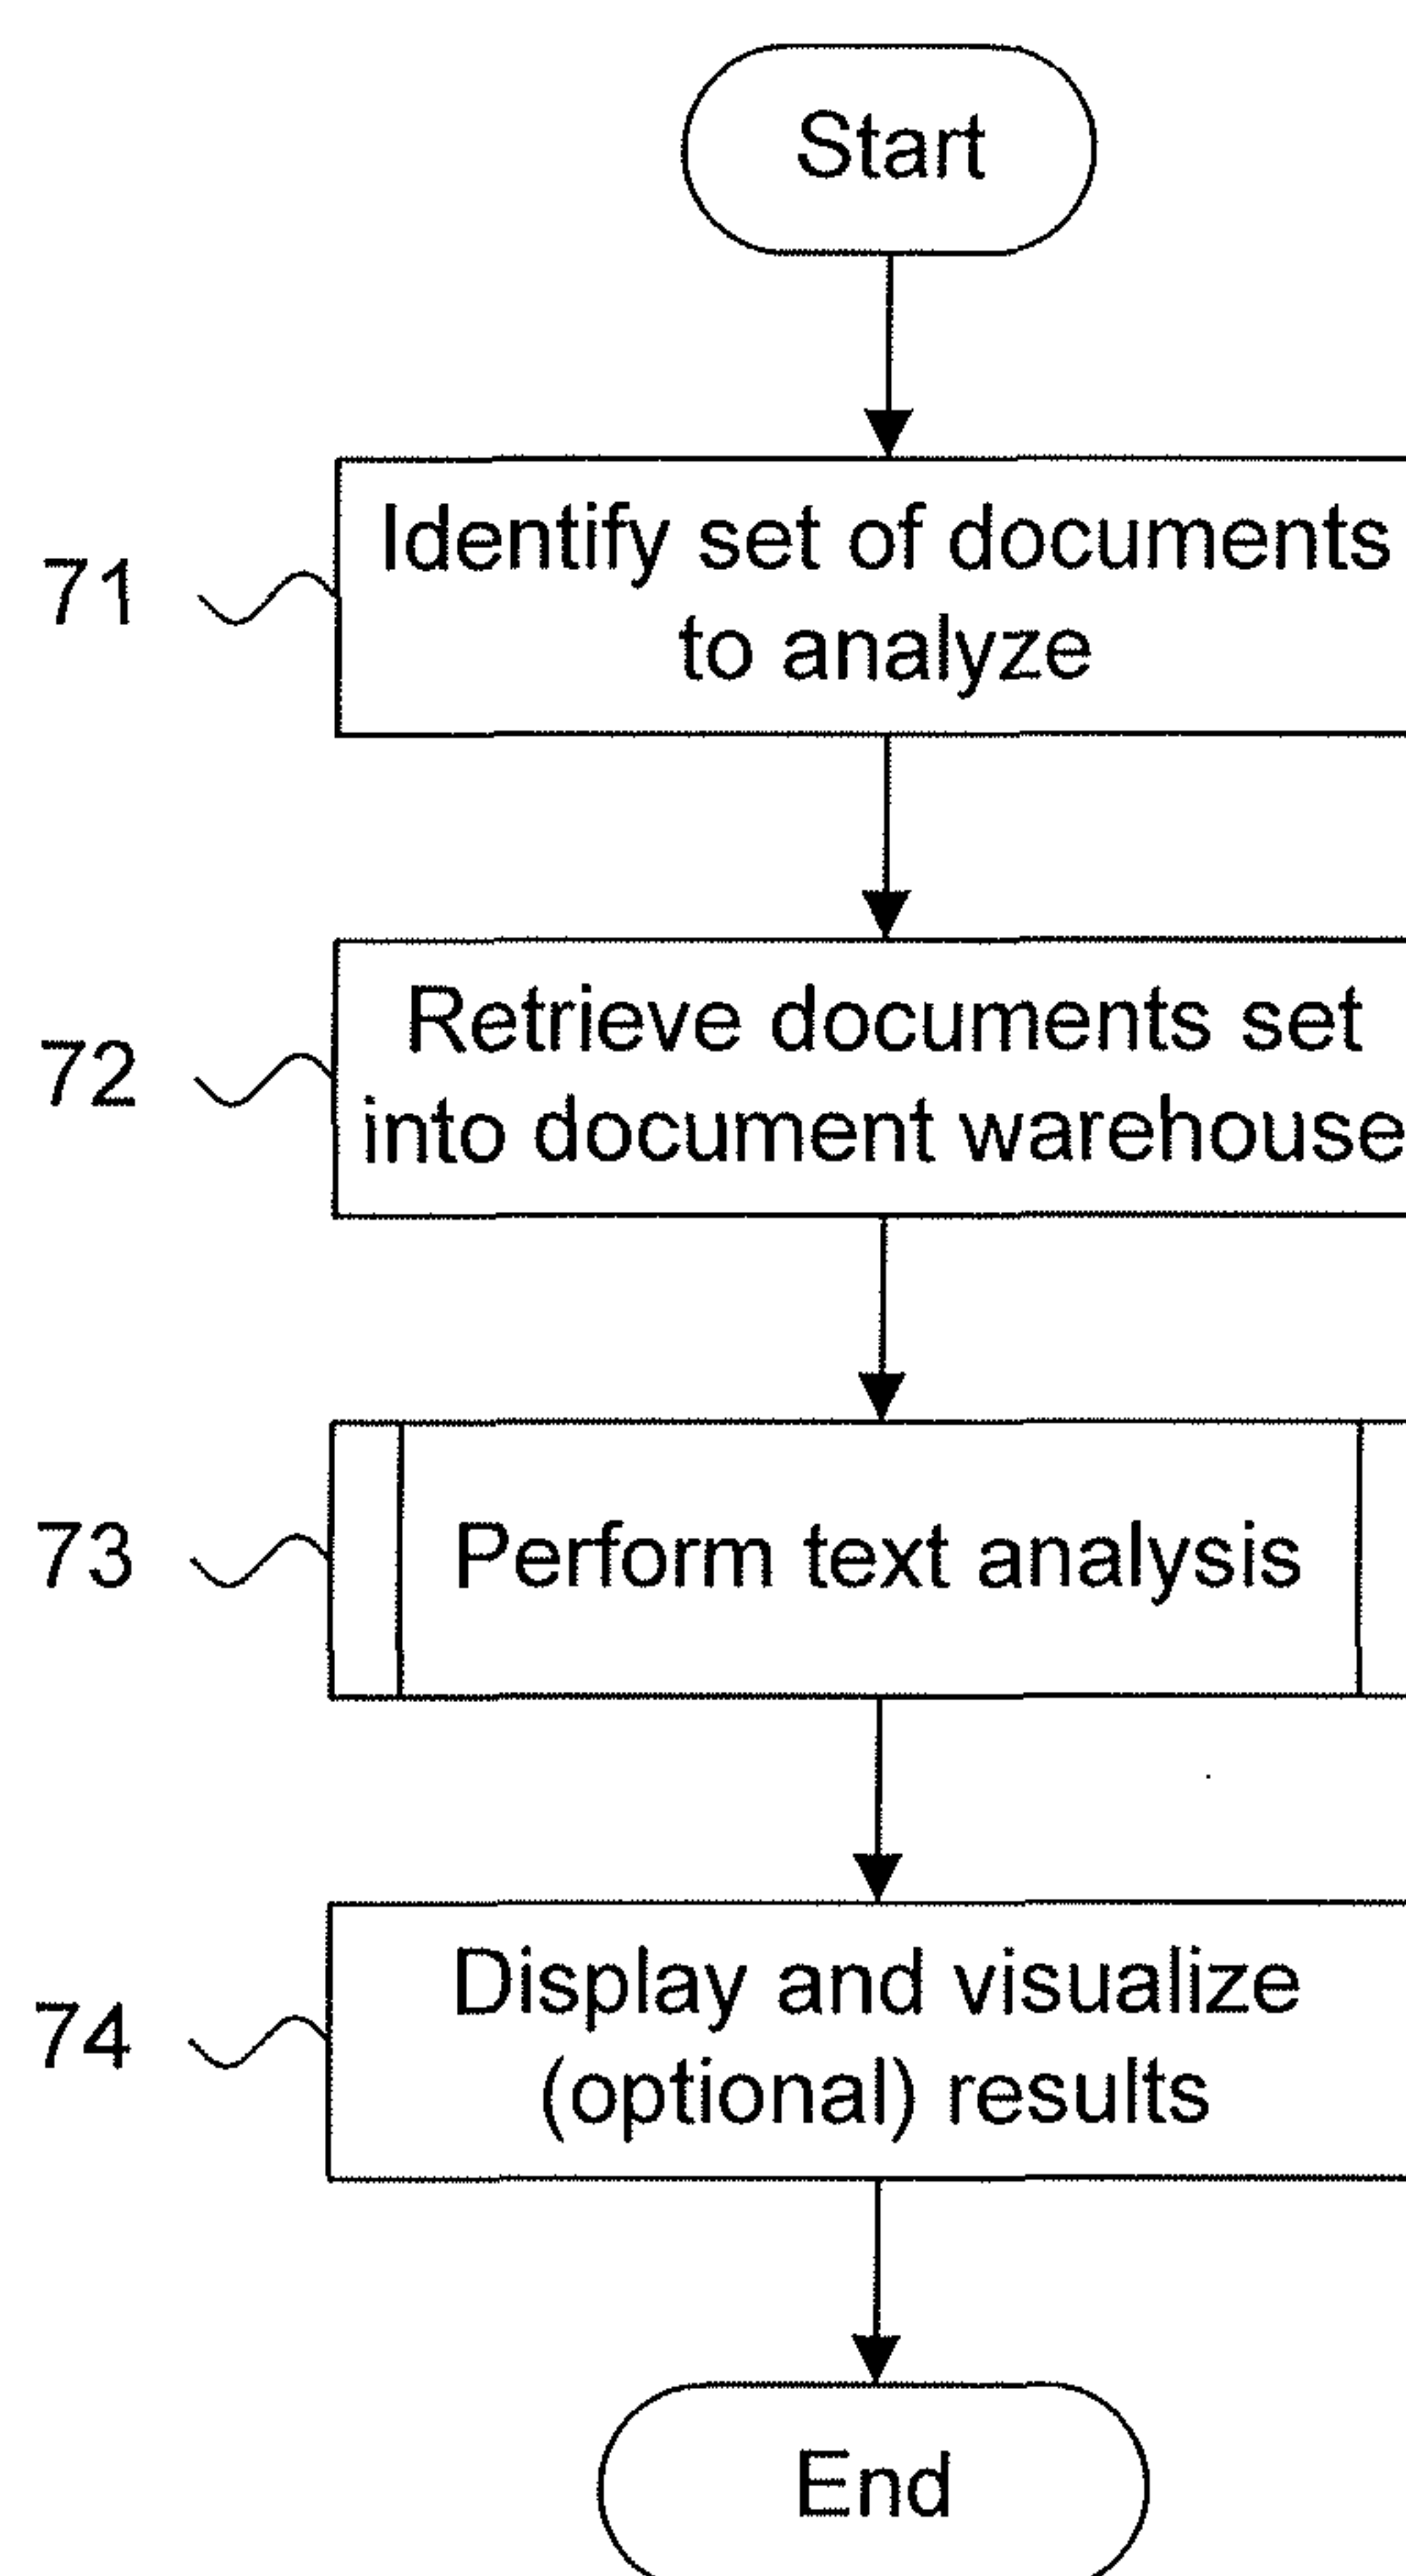 Start
71
Identify set of documents
to analyze
72
Retrieve documents set
into document warehouse
73
Perform text analysis
74
Display and visualize
(optional) results
End